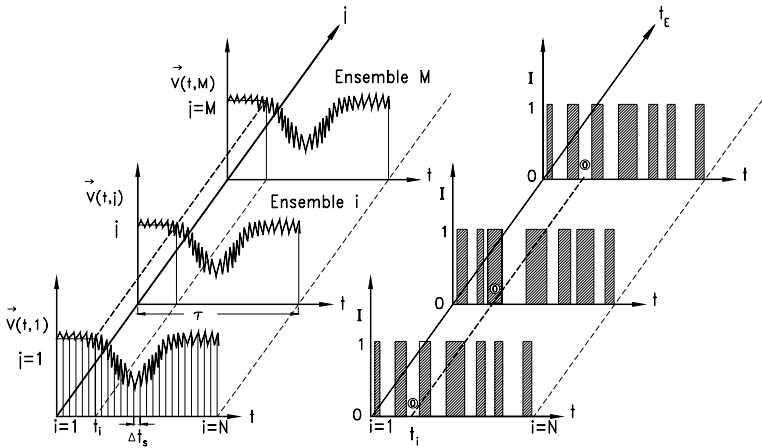 j
V(t,M)
j=M
Ensemble M
t
V(t,j)
j
Ensemble i
t
τ
V(t,1)
j=1
i=1
t_i
Δt_s
i=N
t
t_E
I
1
0
t
I
1
0
t
I
1
0
i=1
t_i
i=N
t